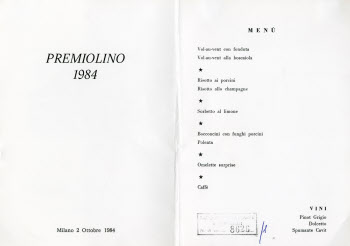 PREMIOLINO
1984
Milano 2 Ottobre 1984
MENÙ
Vol-au-vent con fonduta
Vol-au-vent alla boscaiola
★
Risotto ai porcini
Risotto allo champagne
★
Sorbetto al limone
★
Bocconcini con funghi porcini
Polenta
★
Omelette surprise
★
Caffè
VINI
Pinot Grigio
Dolcetto
Spumante Cavit